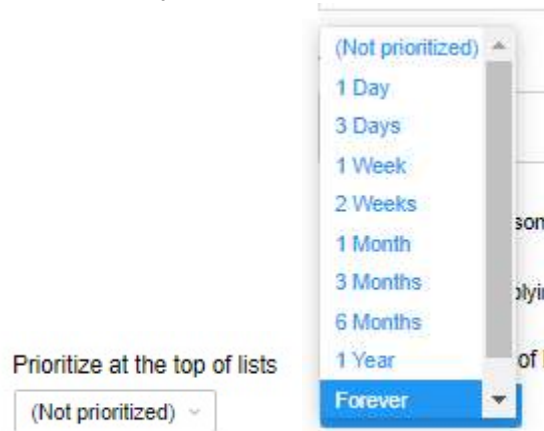 (Not prioritized)
1 Day
3 Days
1 Week
2 Weeks
1 Month
3 Months
6 Months
1 Year
Forever
Prioritize at the top of lists
(Not prioritized)
of